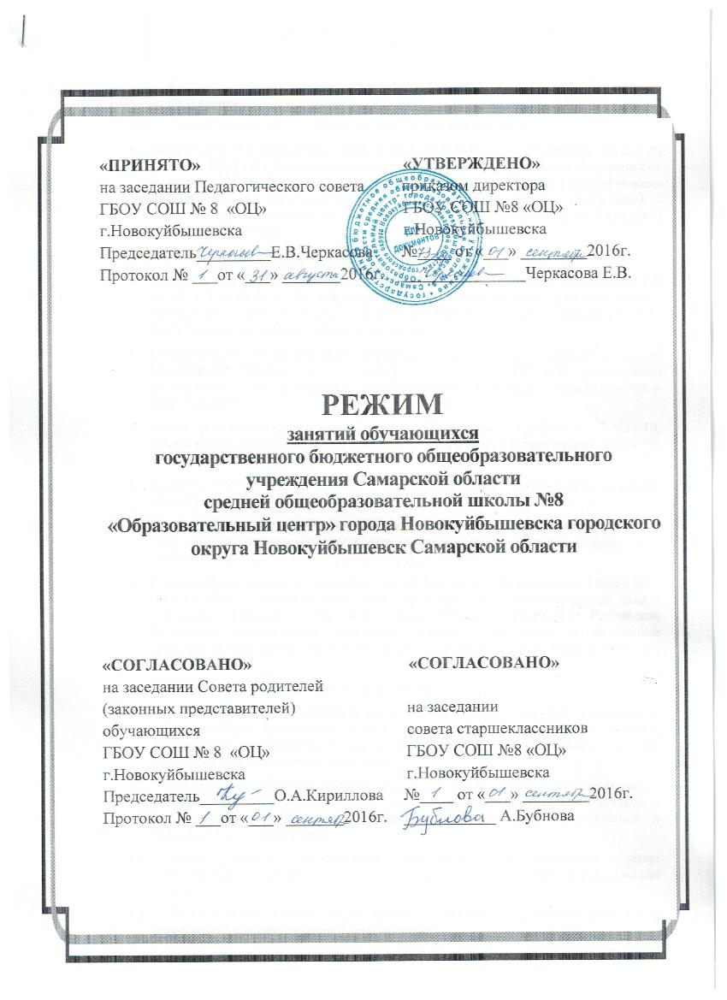 «ПРИНЯТО»
на заседании Педагогического совета
ГБОУ СОШ № 8 «ОЦ»
г.Новокуйбышевска
Председатель Е.В.Черкасова
Протокол № 1 от « 31 » августа 2016г.
«УТВЕРЖДЕНО»
приказом директора
ГБОУ СОШ №8 «ОЦ»
г.Новокуйбышевска
№ от « 01 » сентября 2016г.
Черкасова Е.В.
Для
документов
РЕЖИМ
занятий обучающихся
государственного бюджетного общеобразовательного
учреждения Самарской области
средней общеобразовательной школы №8
«Образовательный центр» города Новокуйбышевска городского
округа Новокуйбышевск Самарской области
«СОГЛАСОВАНО»
на заседании Совета родителей
(законных представителей)
обучающихся
ГБОУ СОШ № 8 «ОЦ»
г.Новокуйбышевска
Председатель О.А.Кириллова
Протокол № 1 от « 01 » сентября 2016г.
«СОГЛАСОВАНО»
на заседании
совета старшеклассников
ГБОУ СОШ №8 «ОЦ»
г.Новокуйбышевска
№ 1 от « 01 » сентября 2016г.
А.Бубнова